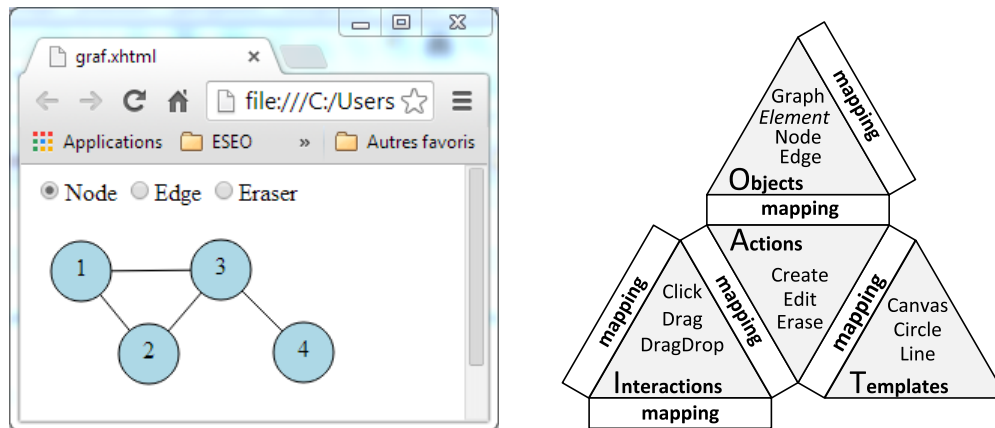 graf.xhtml
file:///C:/Users
Applications ESEO » Autres favoris
Node Edge Eraser
1 3
2 4
Graph
Element
Node
Edge
Objects
mapping
mapping
Actions
Create
Edit
Erase
mapping
Click
Drag
DragDrop
Interactions
mapping
mapping
mapping
Canvas
Circle
Line
Templates